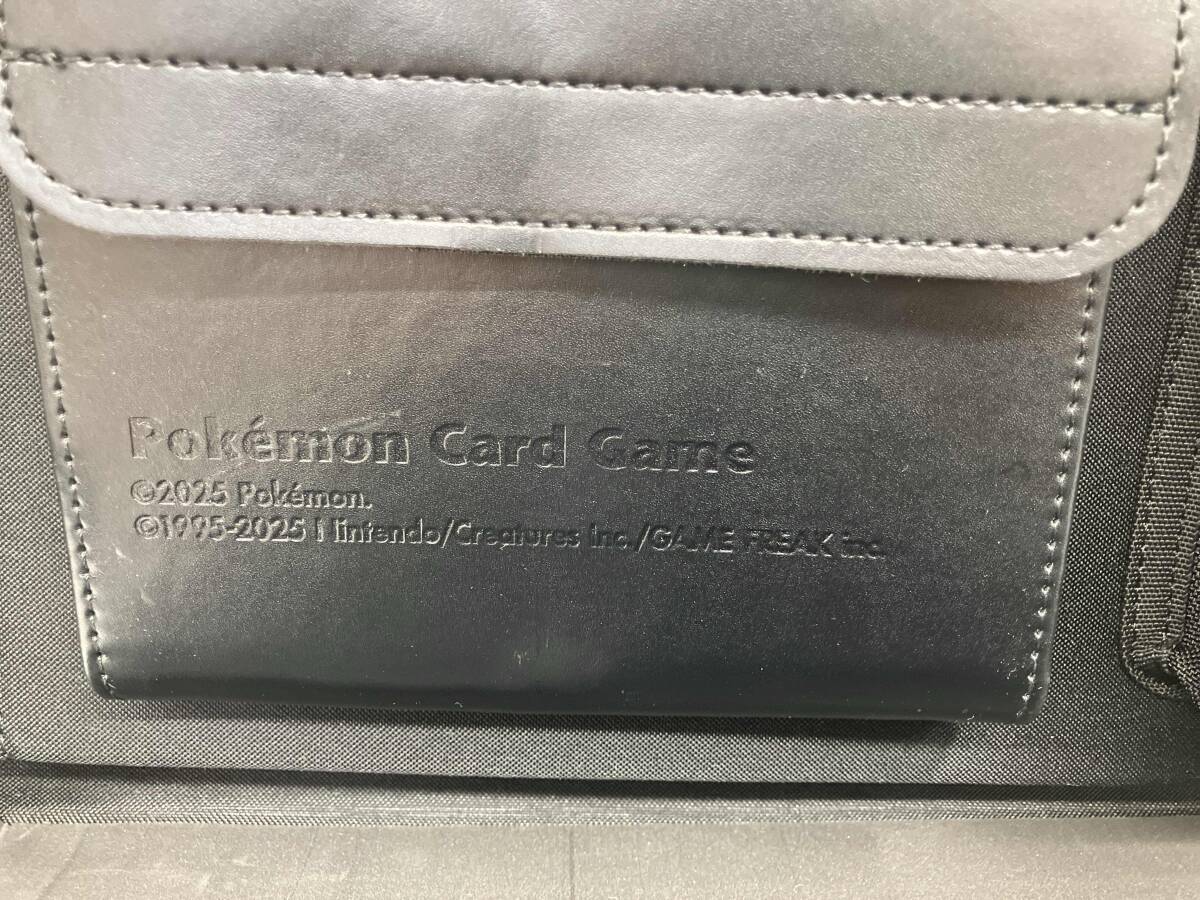 Pokémon Card Game
©2025 Pokémon.
©1995-2025 Nintendo/Creatures Inc./GAME FREAK inc.